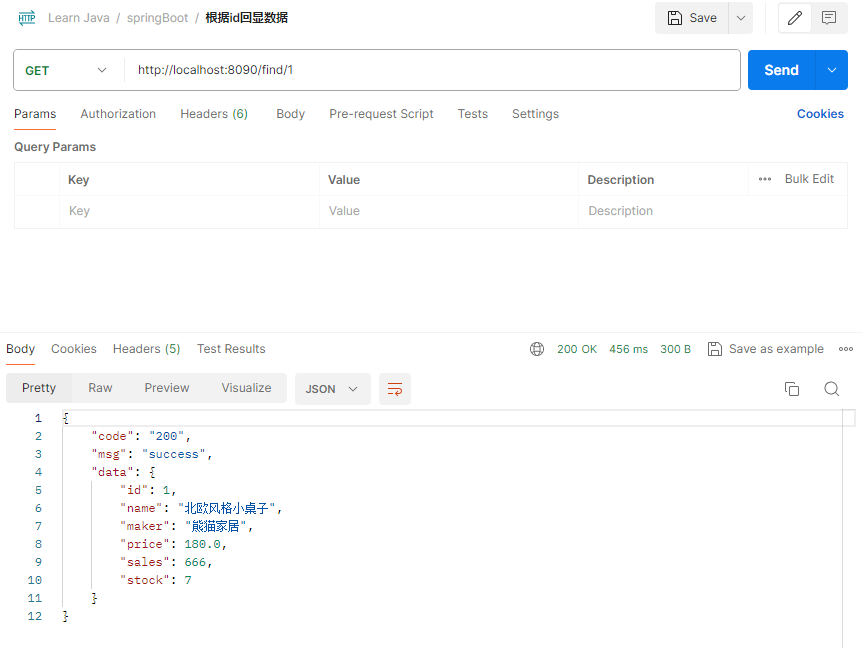 HTTP Learn Java / springBoot / 根据id回显数据 Save
GET http://localhost:8090/find/1 Send
Params Authorization Headers (6) Body Pre-request Script Tests Settings Cookies
Query Params
Key Value Description Bulk Edit
Key Value Description
Body Cookies Headers (5) Test Results 200 OK 456 ms 300 B Save as example
Pretty Raw Preview Visualize JSON
1 {
2 "code": "200",
3 "msg": "success",
4 "data": {
5 "id": 1,
6 "name": "北欧风格小桌子",
7 "maker": "熊猫家居",
8 "price": 180.0,
9 "sales": 666,
10 "stock": 7
11 }
12 }